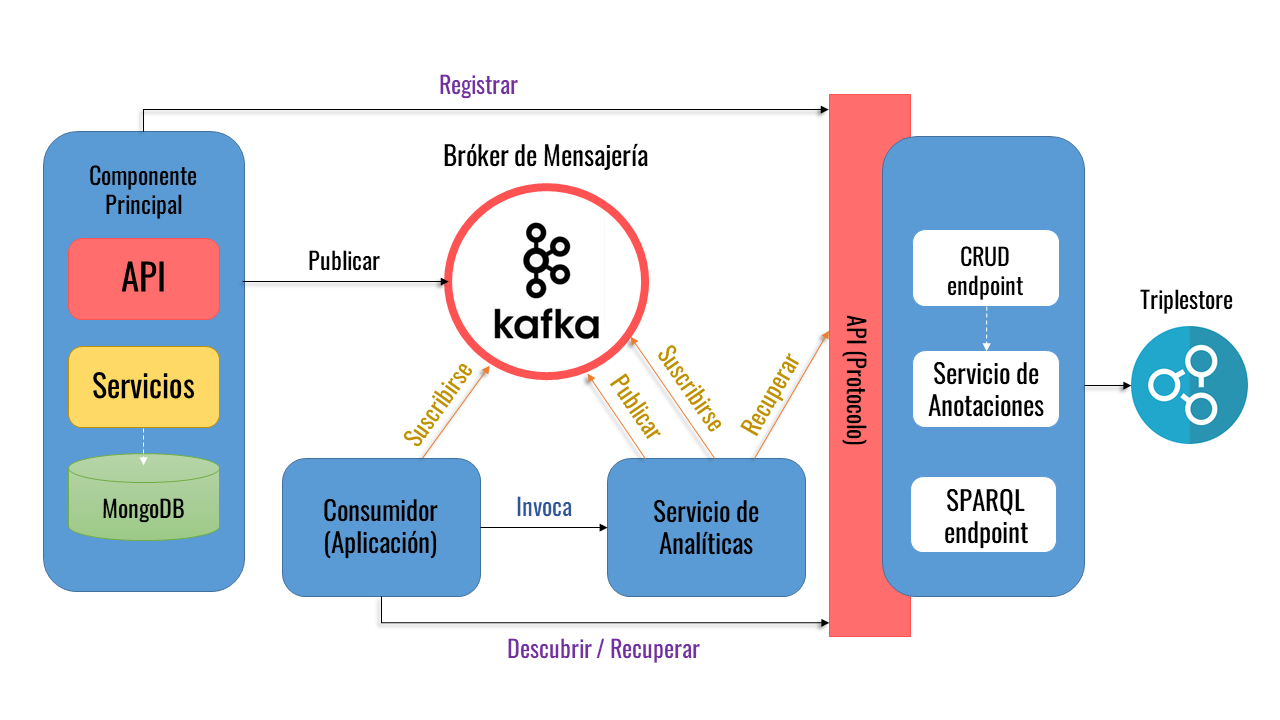 Registrar
Bróker de Mensajería
Componente
Principal
API
Servicios
MongoDB
Publicar
kafka
Suscribirse
Publicar
Suscribirse
Recuperar
Consumidor
(Aplicación)
Invoca
Servicio de
Analíticas
Descubrir / Recuperar
API (Protocolo)
CRUD
endpoint
Servicio de
Anotaciones
SPARQL
endpoint
Triplestore